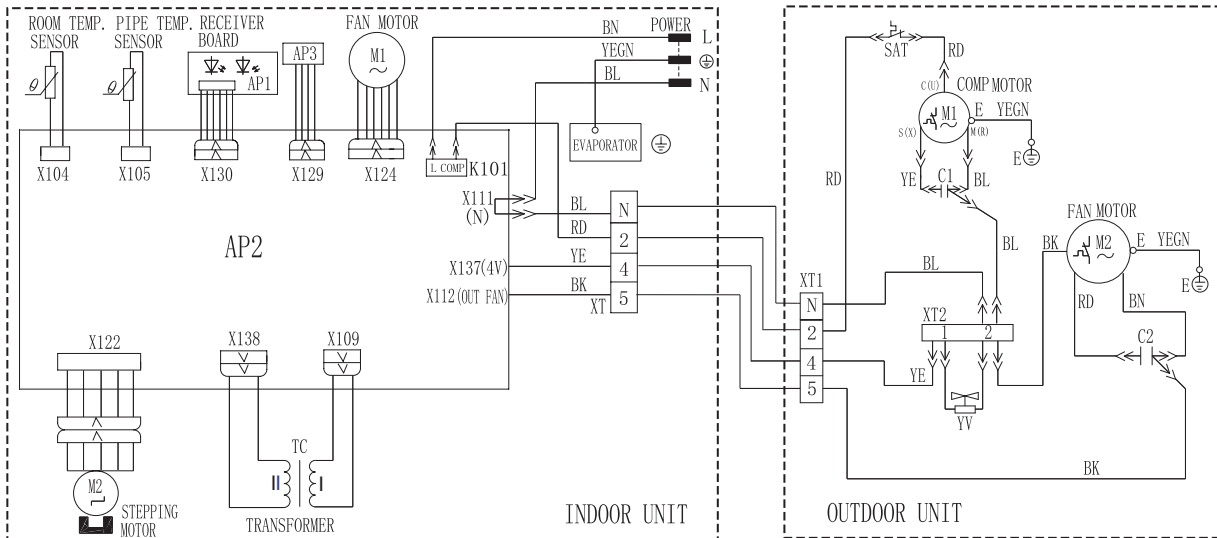 ROOM TEMP. PIPE TEMP. RECEIVER FAN MOTOR
SENSOR SENSOR BOARD
θ
θ
AP1
AP3
M1
~
BN POWER L
YEGN
BL N
EVAPORATOR
X104 X105 X130 X129 X124
L COMP K101
X111
(N)
BL N
RD 2
YE 4
BK 5
X137(4V)
X112(OUT FAN)
XT
AP2
X122 X138 X109
TC
II I
M2
STEPPING
MOTOR
TRANSFORMER
INDOOR UNIT
SAT RD
C(U)
COMP MOTOR
M1
~
E YEGN
S(X) M(R)
E
RD
YE C1 BL
FAN MOTOR
BL
BK M2
~
E YEGN
E
BL
XT1
N
2
4
5
XT2
1 2
RD BN
C2
YE
YV
BK
OUTDOOR UNIT